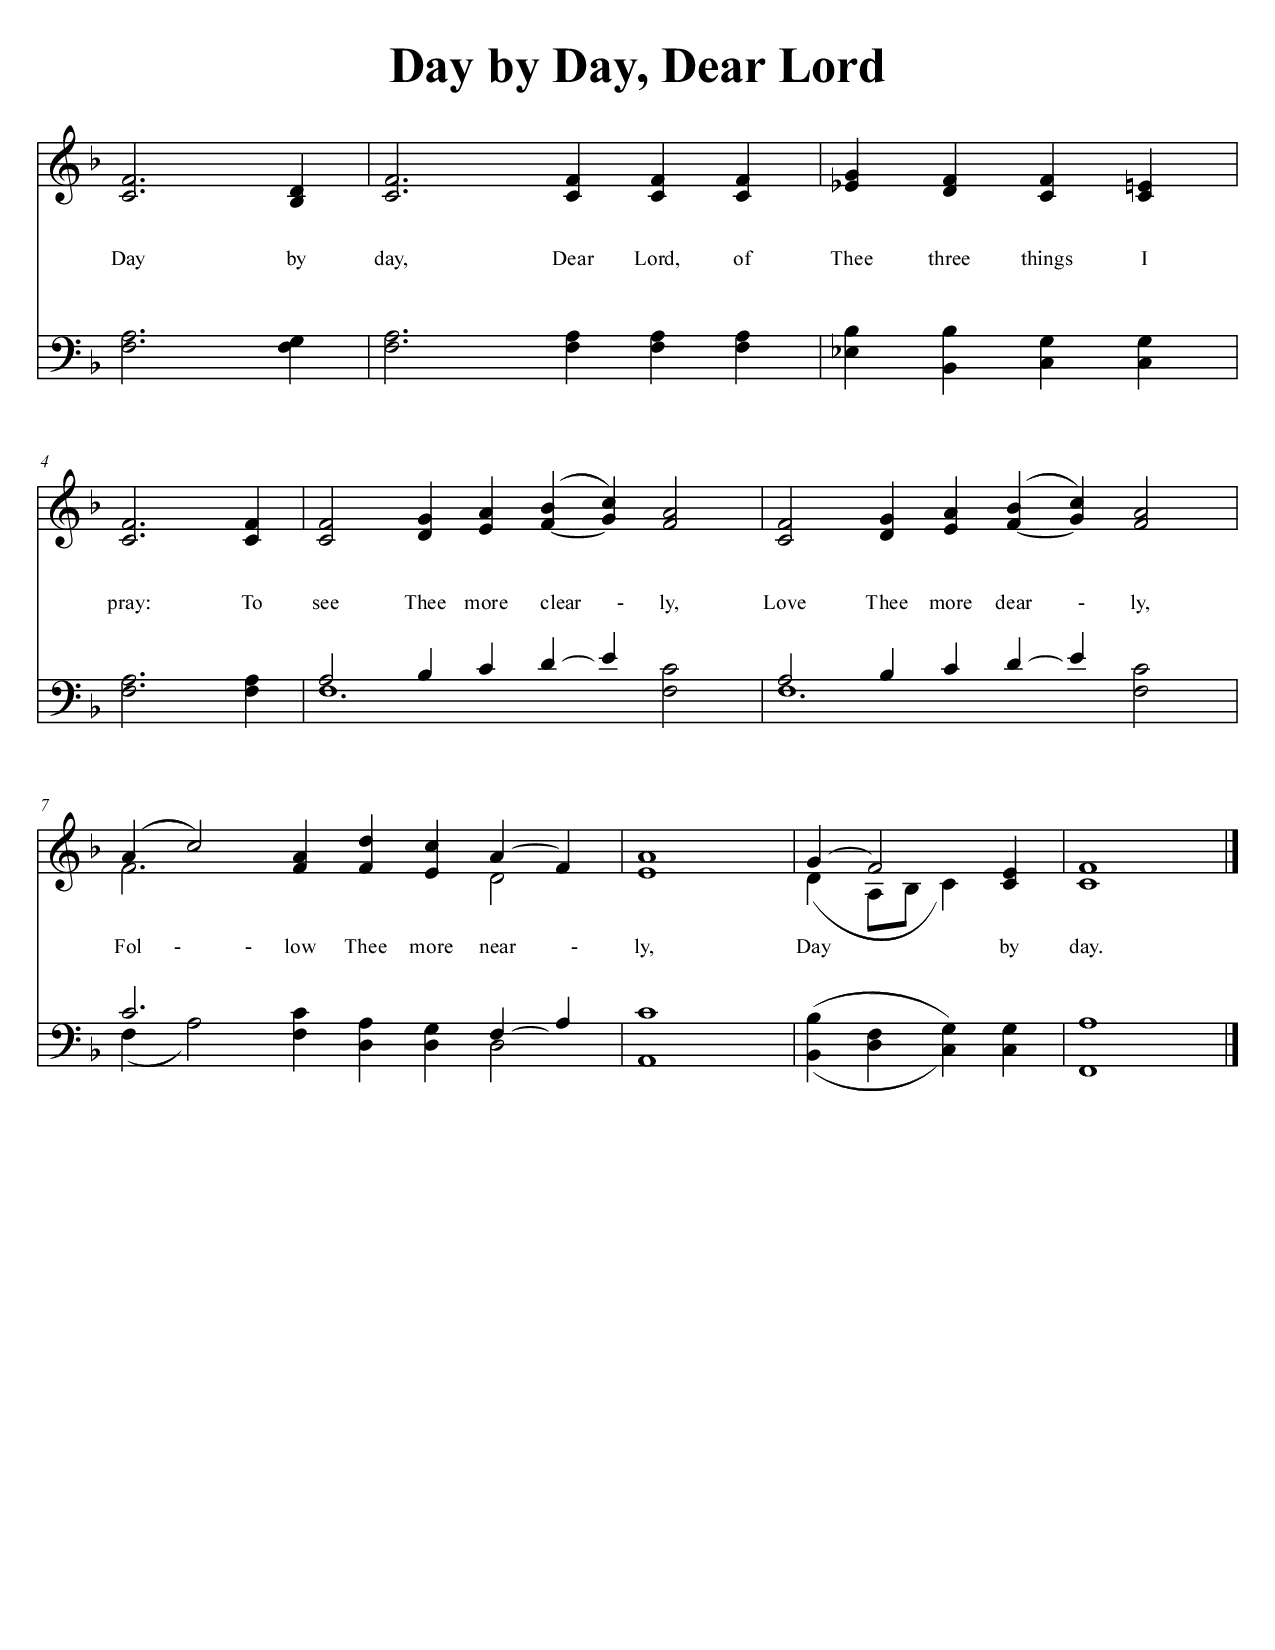 Day by Day, Dear Lord
Day by day, Dear Lord, of Thee three things I
4
pray: To see Thee more clear - ly, Love Thee more dear - ly,
7
Fol - - low Thee more near - ly, Day by day.